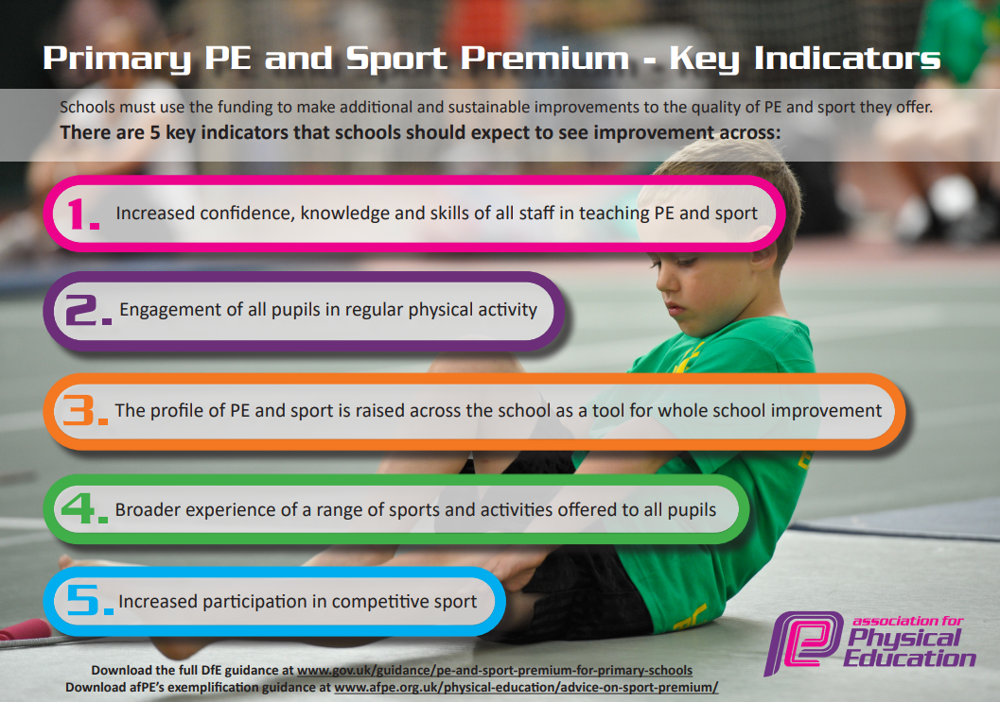 Primary PE and Sport Premium - Key Indicators
Schools must use the funding to make additional and sustainable improvements to the quality of PE and sport they offer.
There are 5 key indicators that schools should expect to see improvement across:
1. Increased confidence, knowledge and skills of all staff in teaching PE and sport
2. Engagement of all pupils in regular physical activity
3. The profile of PE and sport is raised across the school as a tool for whole school improvement
4. Broader experience of a range of sports and activities offered to all pupils
5. Increased participation in competitive sport
association for
Physical
Education
Download the full DfE guidance at www.gov.uk/guidance/pe-and-sport-premium-for-primary-schools
Download afPE's exemplification guidance at www.afpe.org.uk/physical-education/advice-on-sport-premium/